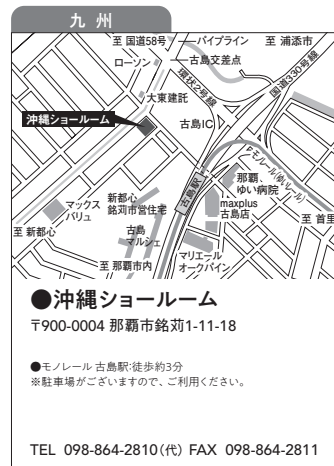 九州
至 国道58号
パイプライン
至 浦添市
ローソン
古島交差点
環状2号線
国道330号線
大東建託
沖縄ショールーム
古島IC
モノレール(ゆいレール)
古島駅
那覇、
ゆい病院
マックス
バリュ
新都心
銘苅市営住宅
maxplus
古島店
至 首里
至 新都心
古島
マルシェ
マリエール
オークパイン
至 那覇市内
●沖縄ショールーム
〒900-0004 那覇市銘苅1-11-18
●モノレール 古島駅:徒歩約3分
※駐車場がございますので、ご利用ください。
TEL 098-864-2810(代) FAX 098-864-2811